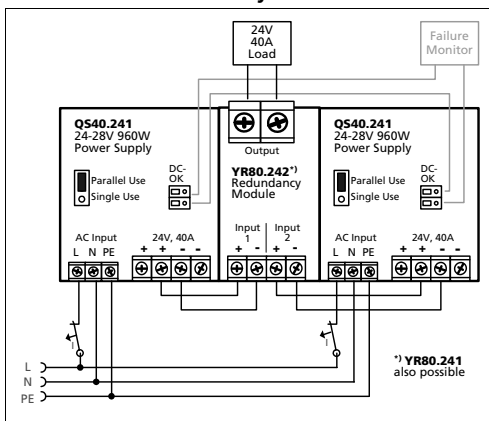 24V
40A
Load
Failure
Monitor
QS40.241
24-28V 960W
Power Supply
DC-
OK
Parallel Use
Single Use
AC Input
L N PE
24V, 40A
+ + - -
Output
YR80.242*)
Redundancy
Module
Input
1
Input
2
+ - + -
QS40.241
24-28V 960W
Power Supply
DC-
OK
Parallel Use
Single Use
AC Input
L N PE
24V, 40A
+ + - -
I
I
L
N
PE
*) YR80.241
also possible